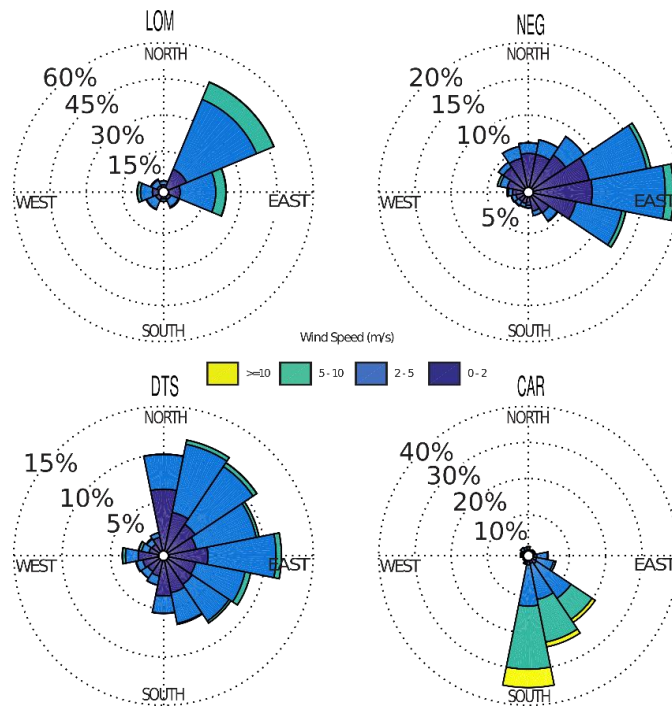 LOM
NORTH
60%
45%
30%
15%
WEST
EAST
SOUTH
NEG
NORTH
20%
15%
10%
5%
WEST
EAST
SOUTH
Wind Speed (m/s)
>=10 5 - 10 2 - 5 0 - 2
DTS
NORTH
15%
10%
5%
WEST
EAST
SOUTH
CAR
NORTH
40%
30%
20%
10%
WEST
EAST
SOUTH